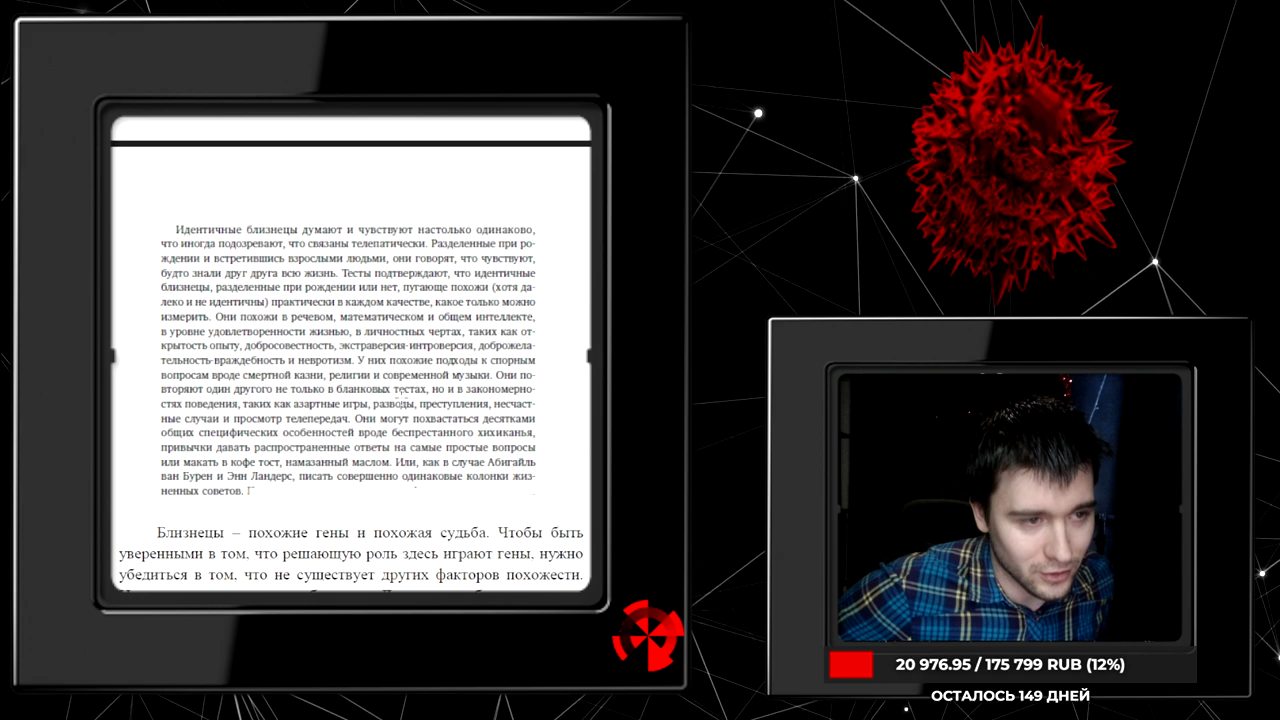 Идентичные близнецы думают и чувствуют настолько одинаково,
что иногда подозревают, что связаны телепатически. Разделенные при ро-
ждении и встретившись взрослыми людьми, они говорят, что чувствуют,
будто знали друг друга всю жизнь. Тесты подтверждают, что идентичные
близнецы, разделенные при рождении или нет, пугающе похожи (хотя да-
леко и не идентичны) практически в каждом качестве, какое только можно
измерить. Они похожи в речевом, математическом и общем интеллекте,
в уровне удовлетворенности жизнью, в личностных чертах, таких как от-
крытость опыту, добросовестность, экстраверсия-интроверсия, доброжела-
тельность-враждебность и невротизм. У них похожие подходы к спорным
вопросам вроде смертной казни, религии и современной музыки. Они по-
вторяют один другого не только в бланковых тестах, но и в закономерно-
стях поведения, таких как азартные игры, разводы, преступления, несчаст-
ные случаи и просмотр телепередач. Они могут похвастаться десятками
общих специфических особенностей вроде беспрестанного хихиканья,
привычки давать распространенные ответы на самые простые вопросы
или макать в кофе тост, намазанный маслом. Или, как в случае Абигайль
ван Бурен и Энн Ландерс, писать совершенно одинаковые колонки жиз-
ненных советов.
Близнецы – похожие гены и похожая судьба. Чтобы быть
уверенными в том, что решающую роль здесь играют гены, нужно
убедиться в том, что не существует других факторов похожести.
20 976.95 / 175 799 RUB (12%)
ОСТАЛОСЬ 149 ДНЕЙ